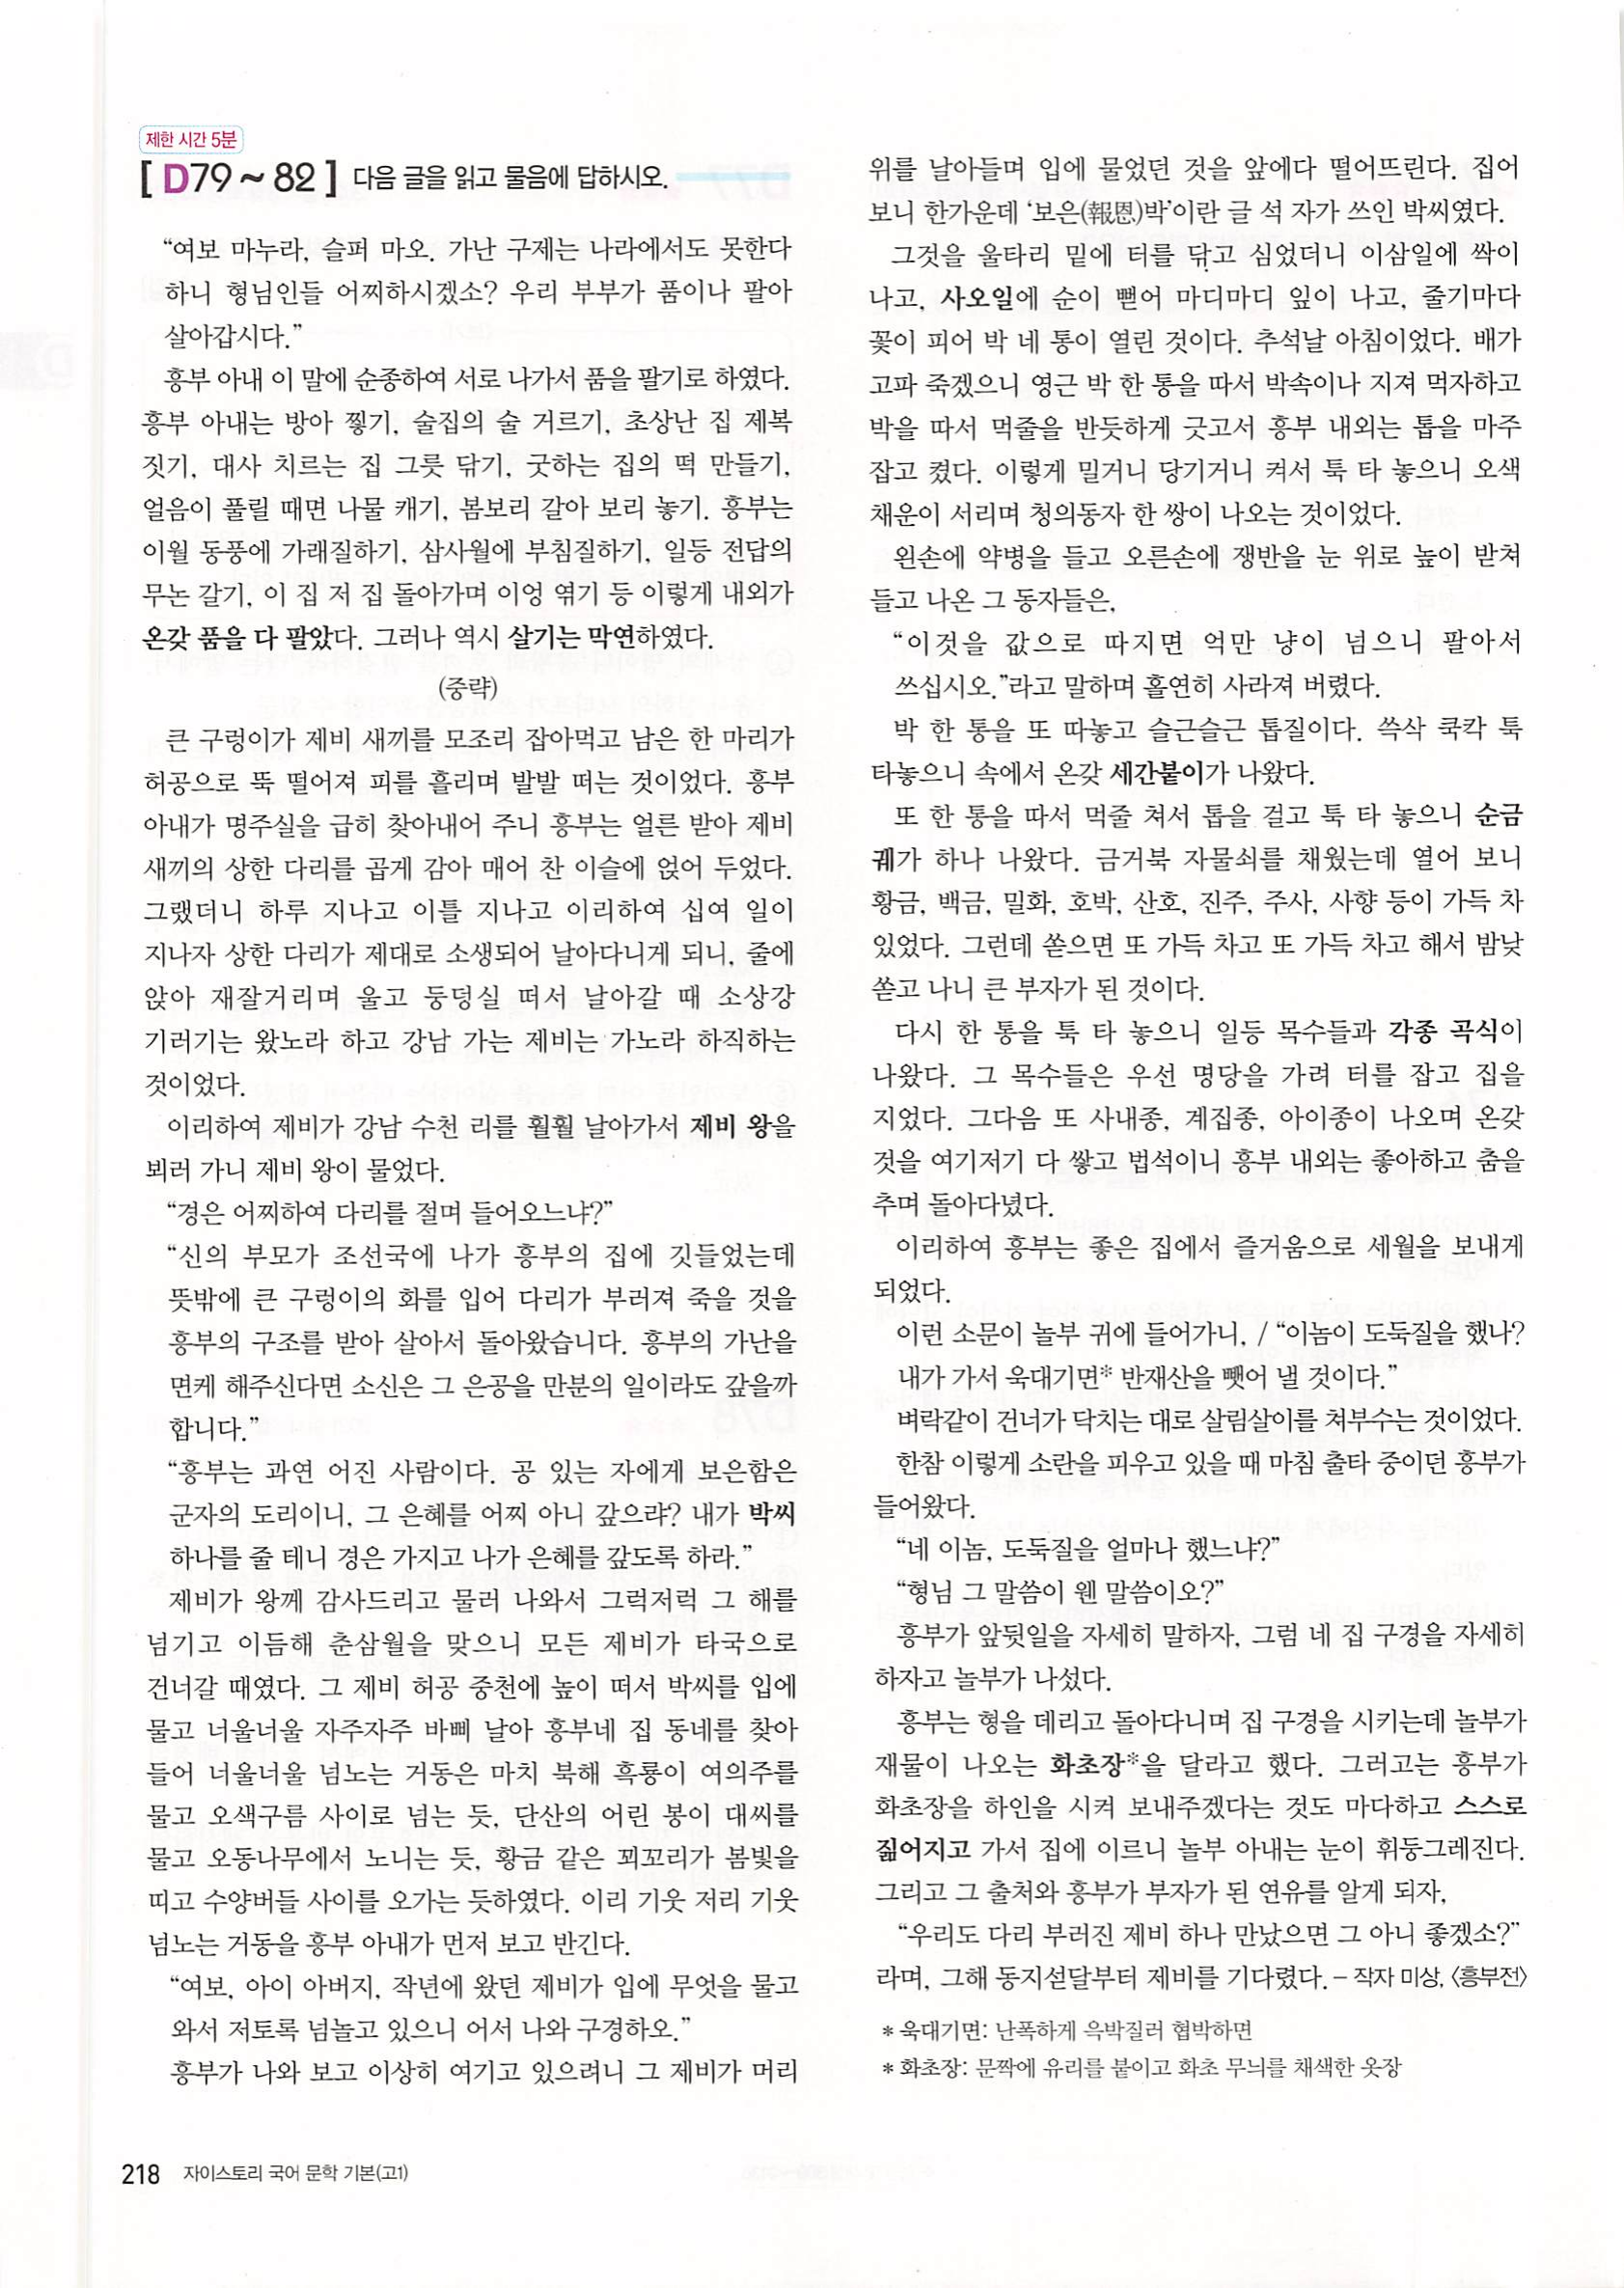 제한 시간 5분
[ D79 ~ 82 ] 다음 글을 읽고 물음에 답하시오.
“여보 마누라, 슬퍼 마오. 가난 구제는 나라에서도 못한다
하니 형님인들 어찌하시겠소? 우리 부부가 품이나 팔아
살아갑시다.”
흥부 아내 이 말에 순종하여 서로 나가서 품을 팔기로 하였다.
흥부 아내는 방아 찧기, 술집의 술 거르기, 초상난 집 제복
짓기, 대사 치르는 집 그릇 닦기, 굿하는 집의 떡 만들기,
얼음이 풀릴 때면 나물 캐기, 봄보리 갈아 보리 놓기. 흥부는
이월 동풍에 가래질하기, 삼사월에 부침질하기, 일등 전답의
무논 갈기, 이 집 저 집 돌아가며 이엉 엮기 등 이렇게 내외가
온갖 품을 다 팔았다. 그러나 역시 살기는 막연하였다.
(중략)
큰 구렁이가 제비 새끼를 모조리 잡아먹고 남은 한 마리가
허공으로 뚝 떨어져 피를 흘리며 발발 떠는 것이었다. 흥부
아내가 명주실을 급히 찾아내어 주니 흥부는 얼른 받아 제비
새끼의 상한 다리를 곱게 감아 매어 찬 이슬에 얹어 두었다.
그랬더니 하루 지나고 이틀 지나고 이리하여 십여 일이
지나자 상한 다리가 제대로 소생되어 날아다니게 되니, 줄에
앉아 재잘거리며 울고 둥덩실 떠서 날아갈 때 소상강
기러기는 왔노라 하고 강남 가는 제비는 가노라 하직하는
것이었다.
이리하여 제비가 강남 수천 리를 훨훨 날아가서 제비 왕을
뵈러 가니 제비 왕이 물었다.
“경은 어찌하여 다리를 절며 들어오느냐?”
“신의 부모가 조선국에 나가 흥부의 집에 깃들었는데
뜻밖에 큰 구렁이의 화를 입어 다리가 부러져 죽을 것을
흥부의 구조를 받아 살아서 돌아왔습니다. 흥부의 가난을
면케 해주신다면 소신은 그 은공을 만분의 일이라도 갚을까
합니다.”
“흥부는 과연 어진 사람이다. 공 있는 자에게 보은함은
군자의 도리이니, 그 은혜를 어찌 아니 갚으랴? 내가 박씨
하나를 줄 테니 경은 가지고 나가 은혜를 갚도록 하라.”
제비가 왕께 감사드리고 물러 나와서 그럭저럭 그 해를
넘기고 이듬해 춘삼월을 맞으니 모든 제비가 타국으로
건너갈 때였다. 그 제비 허공 중천에 높이 떠서 박씨를 입에
물고 너울너울 자주자주 바삐 날아 흥부네 집 동네를 찾아
들어 너울너울 넘노는 거동은 마치 북해 흑룡이 여의주를
물고 오색구름 사이로 넘는 듯, 단산의 어린 봉이 대씨를
물고 오동나무에서 노니는 듯, 황금 같은 꾀꼬리가 봄빛을
띠고 수양버들 사이를 오가는 듯하였다. 이리 기웃 저리 기웃
넘노는 거동을 흥부 아내가 먼저 보고 반긴다.
“여보, 아이 아버지, 작년에 왔던 제비가 입에 무엇을 물고
와서 저토록 넘놀고 있으니 어서 나와 구경하오.”
흥부가 나와 보고 이상히 여기고 있으려니 그 제비가 머리
위를 날아들며 입에 물었던 것을 앞에다 떨어뜨린다. 집어
보니 한가운데 ‘보은(報恩)박’이란 글 석 자가 쓰인 박씨였다.
그것을 울타리 밑에 터를 닦고 심었더니 이삼일에 싹이
나고, 사오일에 순이 뻗어 마디마디 잎이 나고, 줄기마다
꽃이 피어 박 네 통이 열린 것이다. 추석날 아침이었다. 배가
고파 죽겠으니 영근 박 한 통을 따서 박속이나 지져 먹자하고
박을 따서 먹줄을 반듯하게 긋고서 흥부 내외는 톱을 마주
잡고 켰다. 이렇게 밀거니 당기거니 켜서 툭 타 놓으니 오색
채운이 서리며 청의동자 한 쌍이 나오는 것이었다.
왼손에 약병을 들고 오른손에 쟁반을 눈 위로 높이 받쳐
들고 나온 그 동자들은,
“이것을 값으로 따지면 억만 냥이 넘으니 팔아서
쓰십시오.”라고 말하며 홀연히 사라져 버렸다.
박 한 통을 또 따놓고 슬근슬근 톱질이다. 쓱삭 쿡칵 툭
타놓으니 속에서 온갖 세간붙이가 나왔다.
또 한 통을 따서 먹줄 쳐서 톱을 걸고 툭 타 놓으니 순금
궤가 하나 나왔다. 금거북 자물쇠를 채웠는데 열어 보니
황금, 백금, 밀화, 호박, 산호, 진주, 주사, 사향 등이 가득 차
있었다. 그런데 쏟으면 또 가득 차고 또 가득 차고 해서 밤낮
쏟고 나니 큰 부자가 된 것이다.
다시 한 통을 툭 타 놓으니 일등 목수들과 각종 곡식이
나왔다. 그 목수들은 우선 명당을 가려 터를 잡고 집을
지었다. 그다음 또 사내종, 계집종, 아이종이 나오며 온갖
것을 여기저기 다 쌓고 법석이니 흥부 내외는 좋아하고 춤을
추며 돌아다녔다.
이리하여 흥부는 좋은 집에서 즐거움으로 세월을 보내게
되었다.
이런 소문이 놀부 귀에 들어가니, / “이놈이 도둑질을 했나?
내가 가서 욱대기면* 반재산을 뺏어 낼 것이다.”
벼락같이 건너가 닥치는 대로 살림살이를 쳐부수는 것이었다.
한참 이렇게 소란을 피우고 있을 때 마침 출타 중이던 흥부가
들어왔다.
“네 이놈, 도둑질을 얼마나 했느냐?”
“형님 그 말씀이 웬 말씀이오?”
흥부가 앞뒷일을 자세히 말하자, 그럼 네 집 구경을 자세히
하자고 놀부가 나섰다.
흥부는 형을 데리고 돌아다니며 집 구경을 시키는데 놀부가
재물이 나오는 화초장*을 달라고 했다. 그러고는 흥부가
화초장을 하인을 시켜 보내주겠다는 것도 마다하고 스스로
짊어지고 가서 집에 이르니 놀부 아내는 눈이 휘둥그레진다.
그리고 그 출처와 흥부가 부자가 된 연유를 알게 되자,
“우리도 다리 부러진 제비 하나 만났으면 그 아니 좋겠소?”
라며, 그해 동지섣달부터 제비를 기다렸다. – 작자 미상, 〈흥부전〉
* 욱대기면: 난폭하게 윽박질러 협박하면
* 화초장: 문짝에 유리를 붙이고 화초 무늬를 채색한 옷장
218 자이스토리 국어 문학 기본(고1)